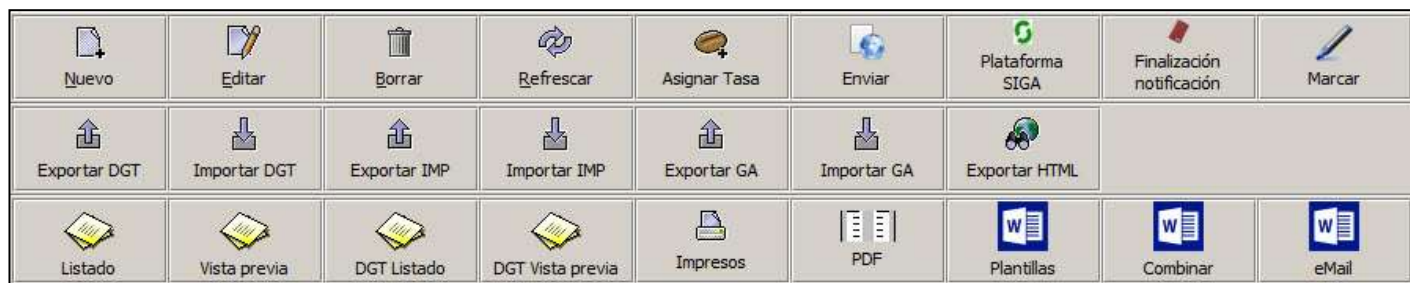 Nuevo
Editar
Borrar
Refrescar
Asignar Tasa
Enviar
Plataforma
SIGA
Finalización
notificación
Marcar
Exportar DGT
Importar DGT
Exportar IMP
Importar IMP
Exportar GA
Importar GA
Exportar HTML
Listado
Vista previa
DGT Listado
DGT Vista previa
Impresos
PDF
W
Plantillas
W
Combinar
W
eMail